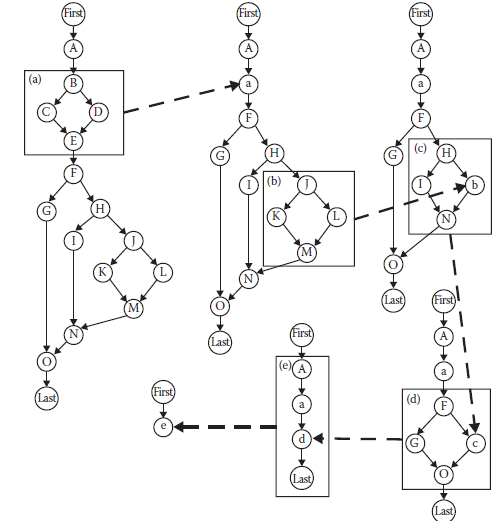 First
A
(a)
B
C
D
E
F
G
H
I
J
K
L
M
N
O
Last
First
A
a
F
G
H
I
(b)
J
K
L
M
N
O
Last
First
A
a
F
G
(c)
H
I
b
N
O
Last
First
A
a
(d)
F
G
c
O
Last
First
(e)
A
a
d
Last
First
e